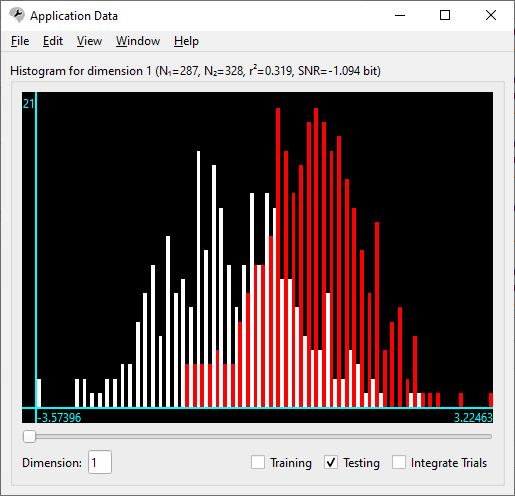 Application Data
File Edit View Window Help
Histogram for dimension 1 (N₁=287, N₂=328, r²=0.319, SNR=-1.094 bit)
21
-3.57396 3.22463
Dimension: 1 Training Testing Integrate Trials